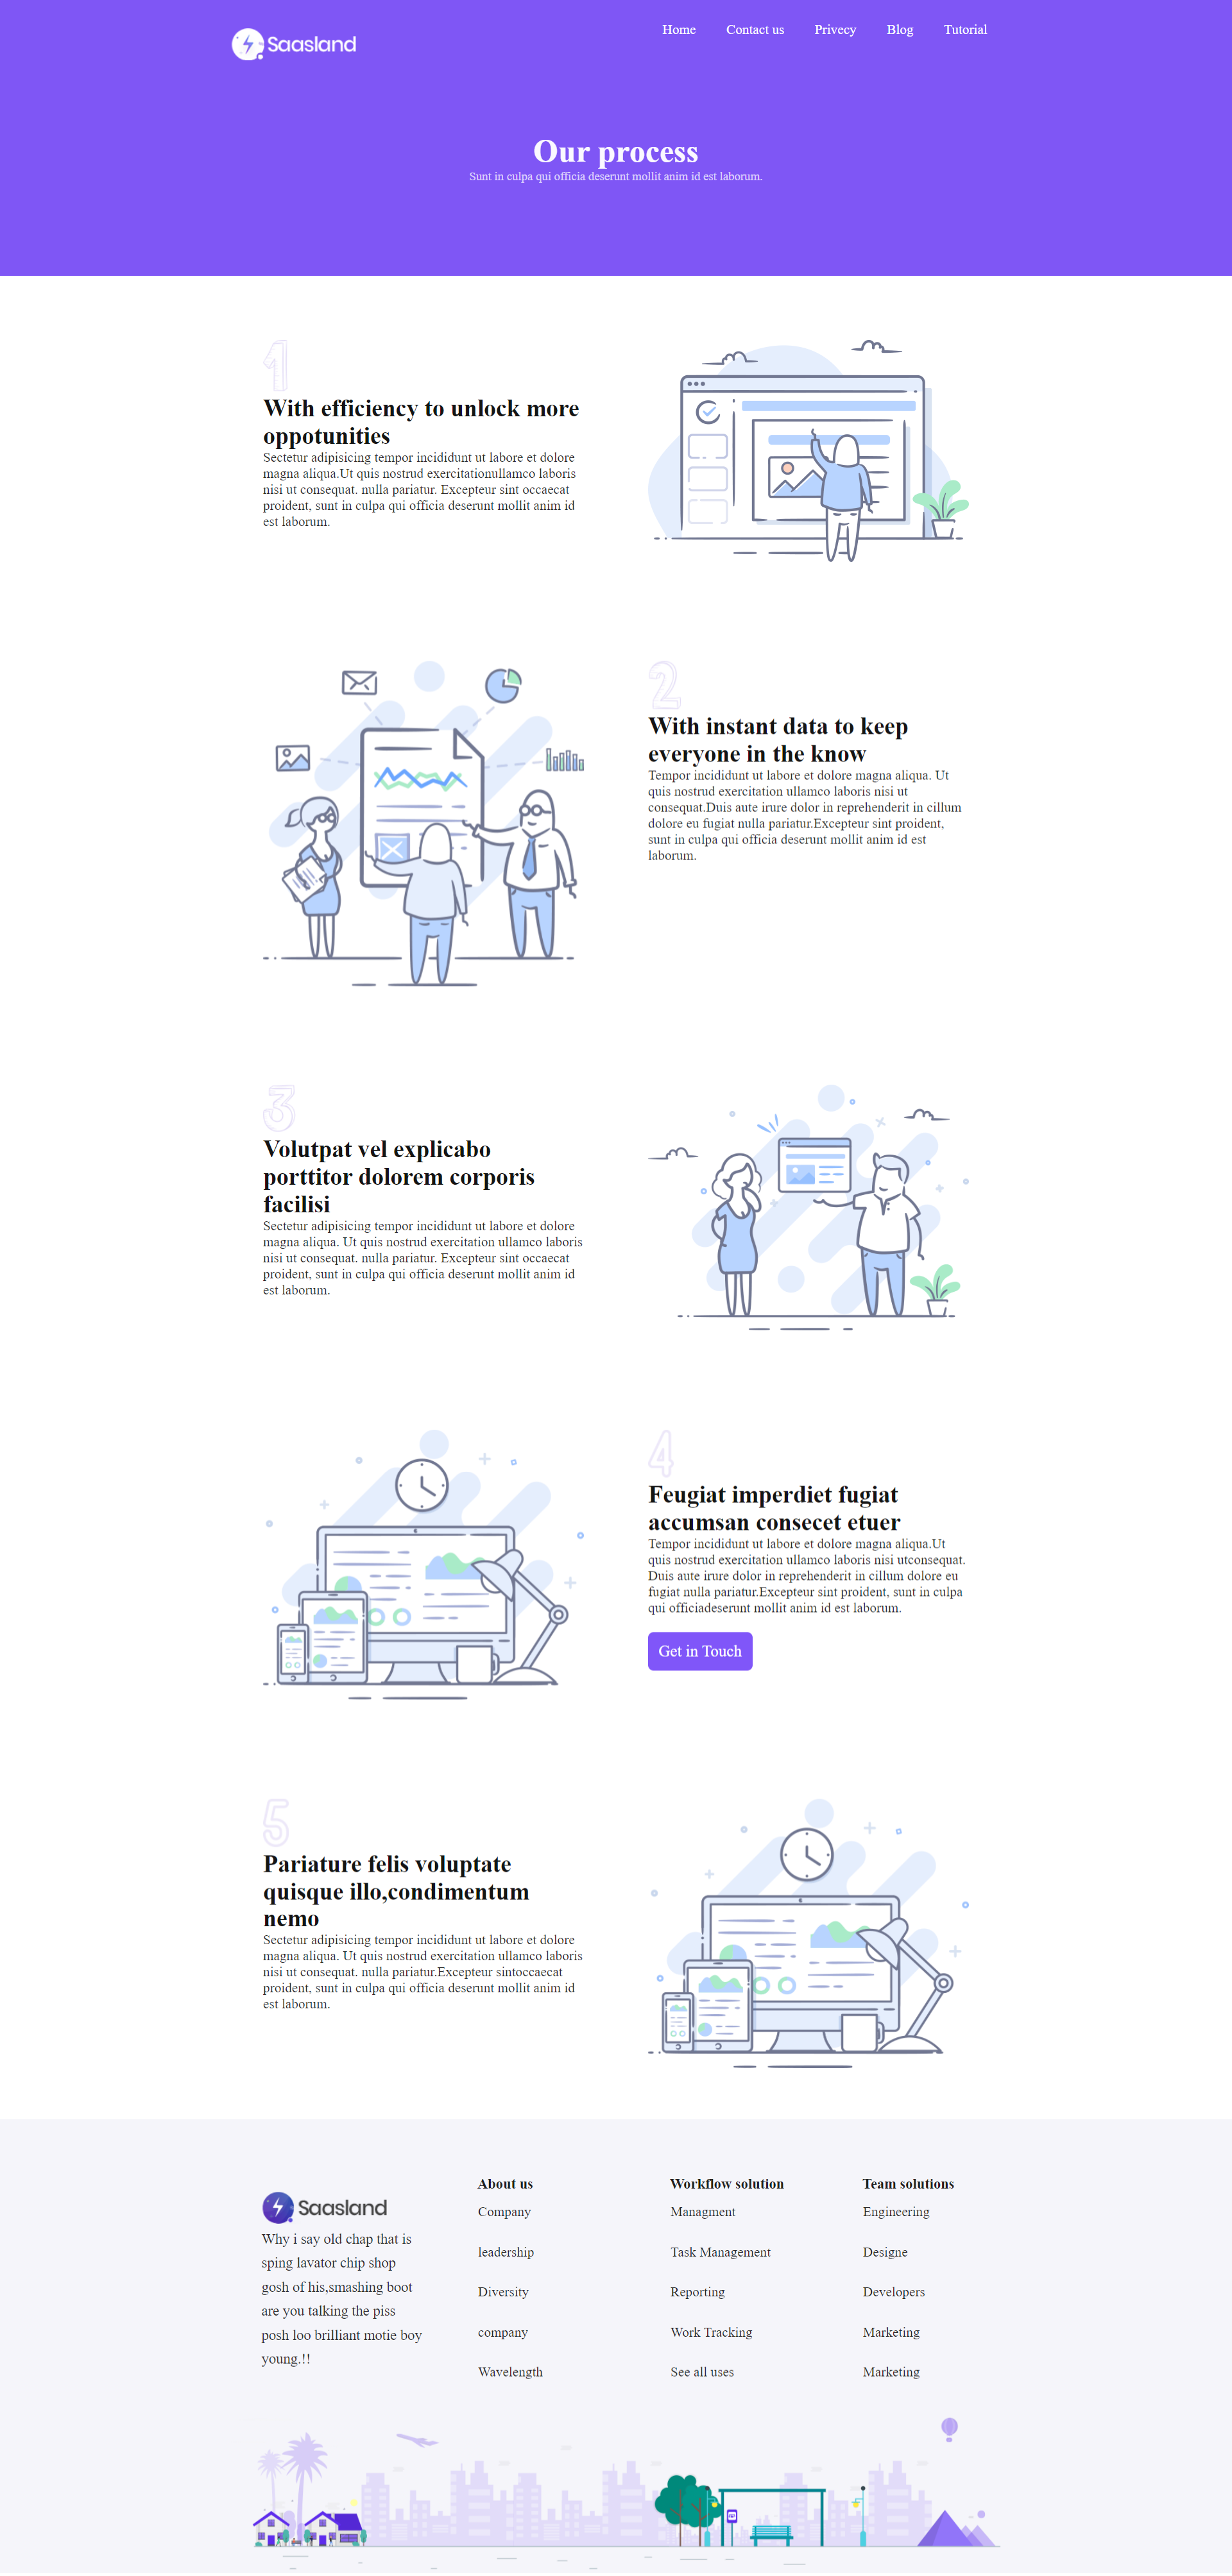 Saasland
Home Contact us Privecy Blog Tutorial
Our process
Sunt in culpa qui officia deserunt mollit anim id est laborum.
1
With efficiency to unlock more
oppotunities
Sectetur adipisicing tempor incididunt ut labore et dolore
magna aliqua.Ut quis nostrud exercitationullamco laboris
nisi ut consequat. nulla pariatur. Excepteur sint occaecat
proident, sunt in culpa qui officia deserunt mollit anim id
est laborum.
2
With instant data to keep
everyone in the know
Tempor incididunt ut labore et dolore magna aliqua. Ut
quis nostrud exercitation ullamco laboris nisi ut
consequat.Duis aute irure dolor in reprehenderit in cillum
dolore eu fugiat nulla pariatur.Excepteur sint proident,
sunt in culpa qui officia deserunt mollit anim id est
laborum.
3
Volutpat vel explicabo
porttitor dolorem corporis
facilisi
Sectetur adipisicing tempor incididunt ut labore et dolore
magna aliqua. Ut quis nostrud exercitation ullamco laboris
nisi ut consequat. nulla pariatur. Excepteur sint occaecat
proident, sunt in culpa qui officia deserunt mollit anim id
est laborum.
4
Feugiat imperdiet fugiat
accumsan consecet etuer
Tempor incididunt ut labore et dolore magna aliqua.Ut
quis nostrud exercitation ullamco laboris nisi utconsequat.
Duis aute irure dolor in reprehenderit in cillum dolore eu
fugiat nulla pariatur.Excepteur sint proident, sunt in culpa
qui officiadeserunt mollit anim id est laborum.
Get in Touch
5
Pariature felis voluptate
quisque illo,condimentum
nemo
Sectetur adipisicing tempor incididunt ut labore et dolore
magna aliqua. Ut quis nostrud exercitation ullamco laboris
nisi ut consequat. nulla pariatur.Excepteur sintoccaecat
proident, sunt in culpa qui officia deserunt mollit anim id
est laborum.
Saasland
Why i say old chap that is
sping lavator chip shop
gosh of his,smashing boot
are you talking the piss
posh loo brilliant motie boy
young.!!
About us
Company
leadership
Diversity
company
Wavelength
Workflow solution
Managment
Task Management
Reporting
Work Tracking
See all uses
Team solutions
Engineering
Designe
Developers
Marketing
Marketing